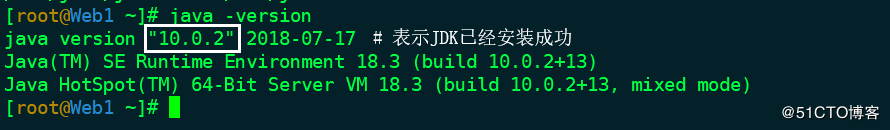 [root@Web1 ~]# java -version
java version "10.0.2" 2018-07-17  # 表示JDK已经安装成功
Java(TM) SE Runtime Environment 18.3 (build 10.0.2+13)
Java HotSpot(TM) 64-Bit Server VM 18.3 (build 10.0.2+13, mixed mode)
[root@Web1 ~]#
@51CTO博客